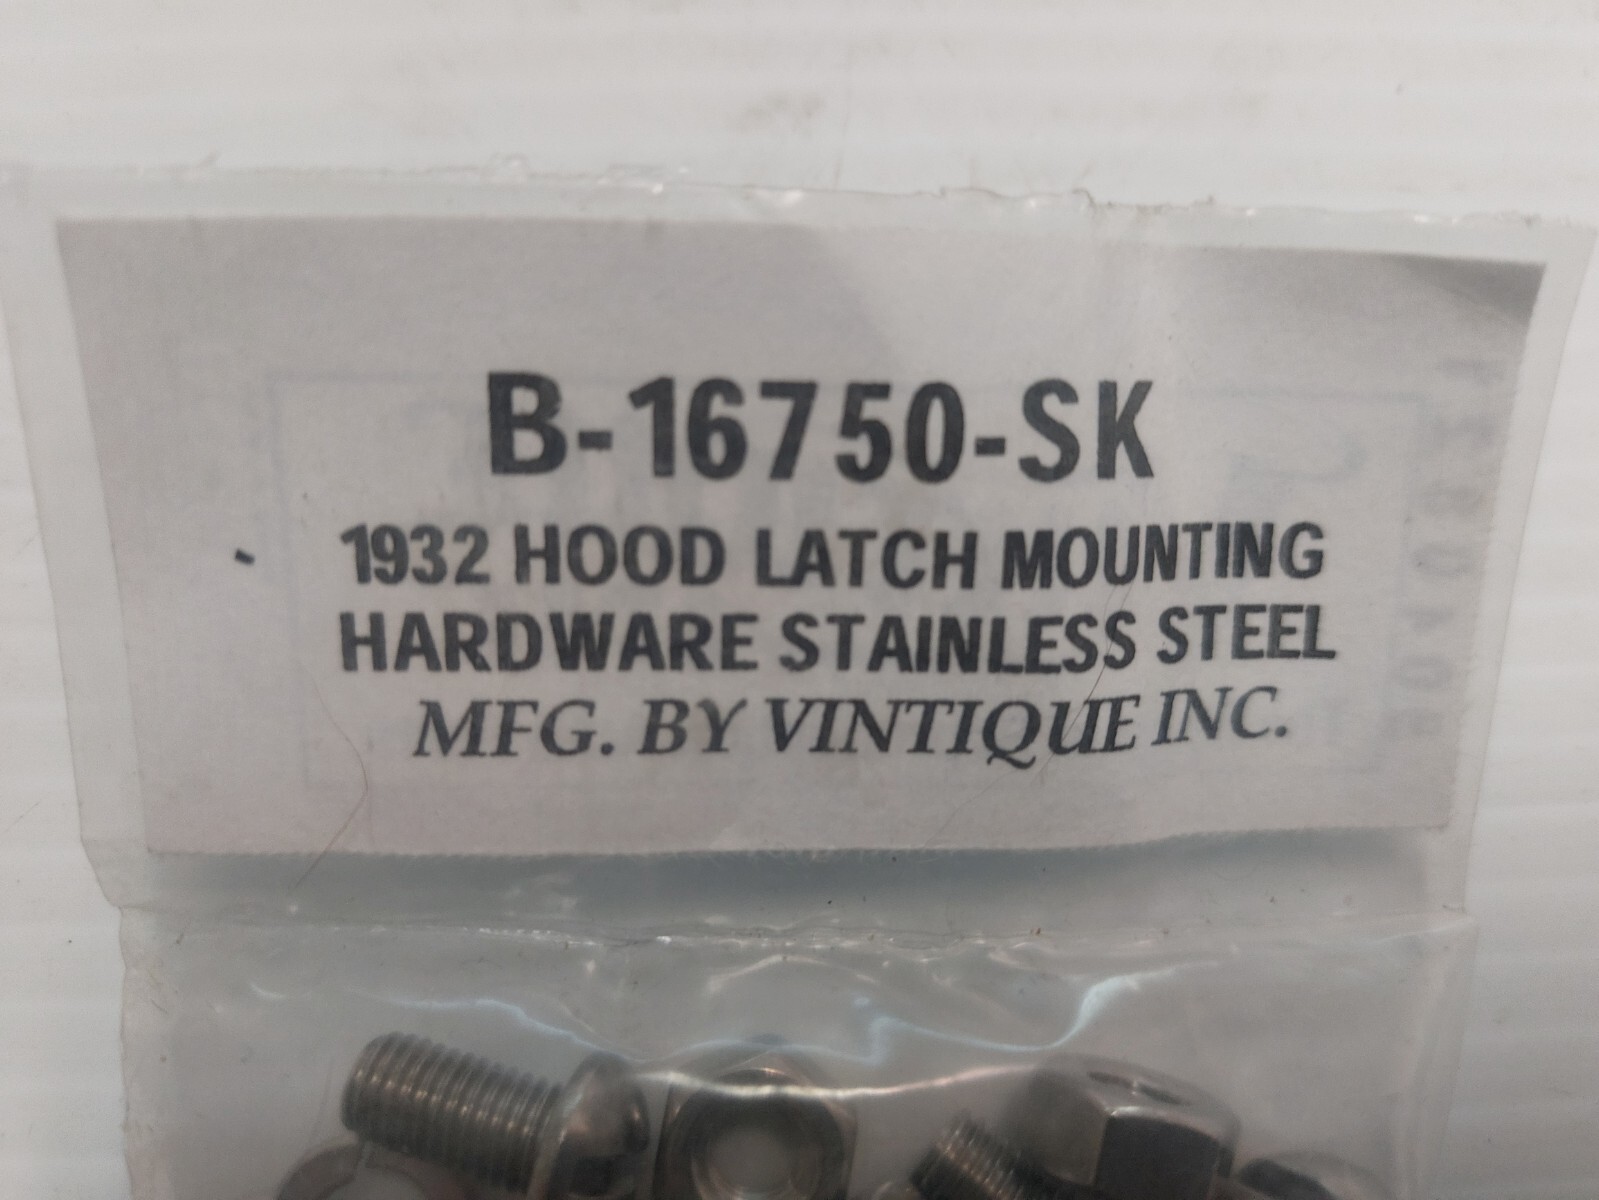 B-16750-SK
1932 HOOD LATCH MOUNTING
HARDWARE STAINLESS STEEL
MFG. BY VINTIQUE INC.